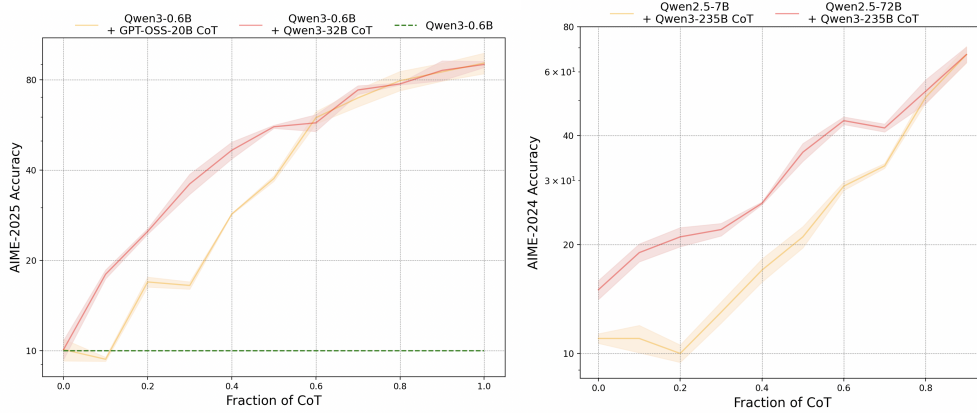 Qwen3-0.6B
+ GPT-OSS-20B CoT
Qwen3-0.6B
+ Qwen3-32B CoT
Qwen3-0.6B
AIME-2025 Accuracy
80
40
20
10
0.0
0.2
0.4
0.6
0.8
1.0
Fraction of CoT
Qwen2.5-7B
+ Qwen3-235B CoT
Qwen2.5-72B
+ Qwen3-235B CoT
AIME-2024 Accuracy
80
6 × 10¹
40
3 × 10¹
20
10
0.0
0.2
0.4
0.6
0.8
Fraction of CoT